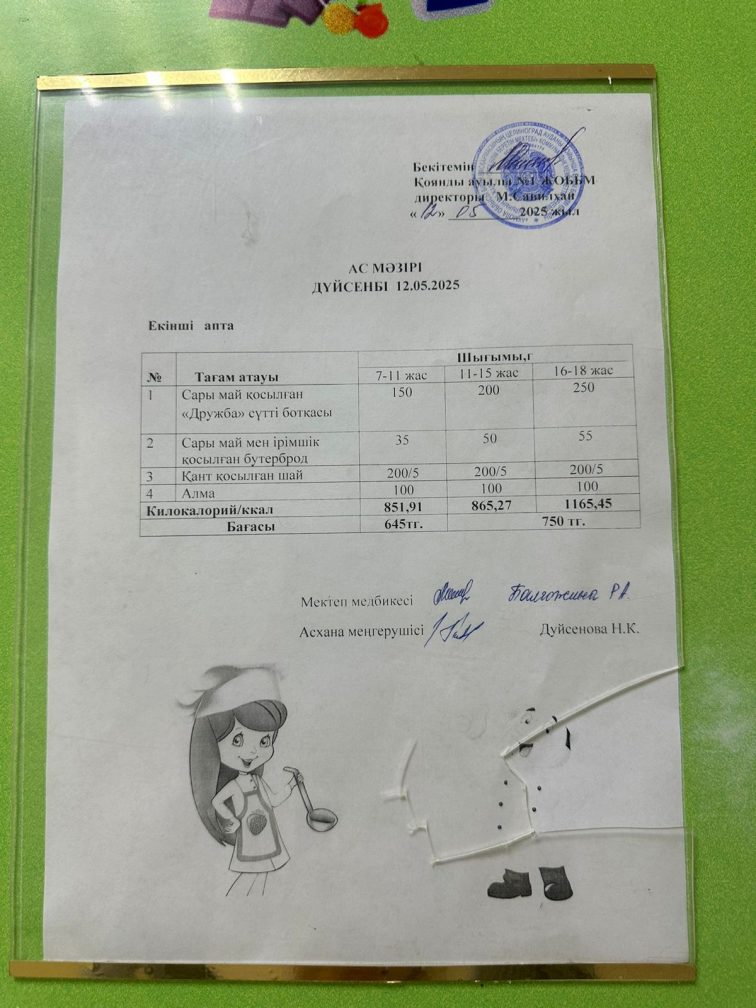 Бекітемін
Қоянды ауылы №1 ЖОББМ
директоры М.Савилхан
«12» 05 2025 жыл
АС МӘЗІРІ
ДҮЙСЕНБІ 12.05.2025
Екінші апта
№ Тағам атауы Шығымы,г
7-11 жас 11-15 жас 16-18 жас
1 Сары май қосылған 150 200 250
«Дружба» сүтті ботқасы
2 Сары май мен ірімшік 35 50 55
қосылған бутерброд
3 Қант қосылған шай 200/5 200/5 200/5
4 Алма 100 100 100
Килокалорий/ккал 851,91 865,27 1165,45
Бағасы 645тг. 750 тг.
Мектеп медбикесі Балгожина Р А.
Асхана меңгерушісі Дуйсенова Н.К.